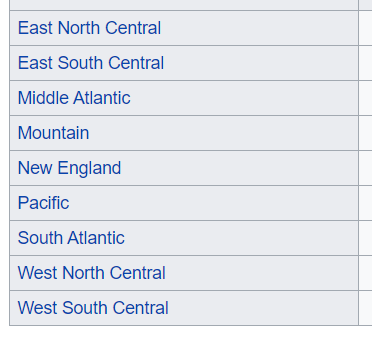 East North Central
East South Central
Middle Atlantic
Mountain
New England
Pacific
South Atlantic
West North Central
West South Central